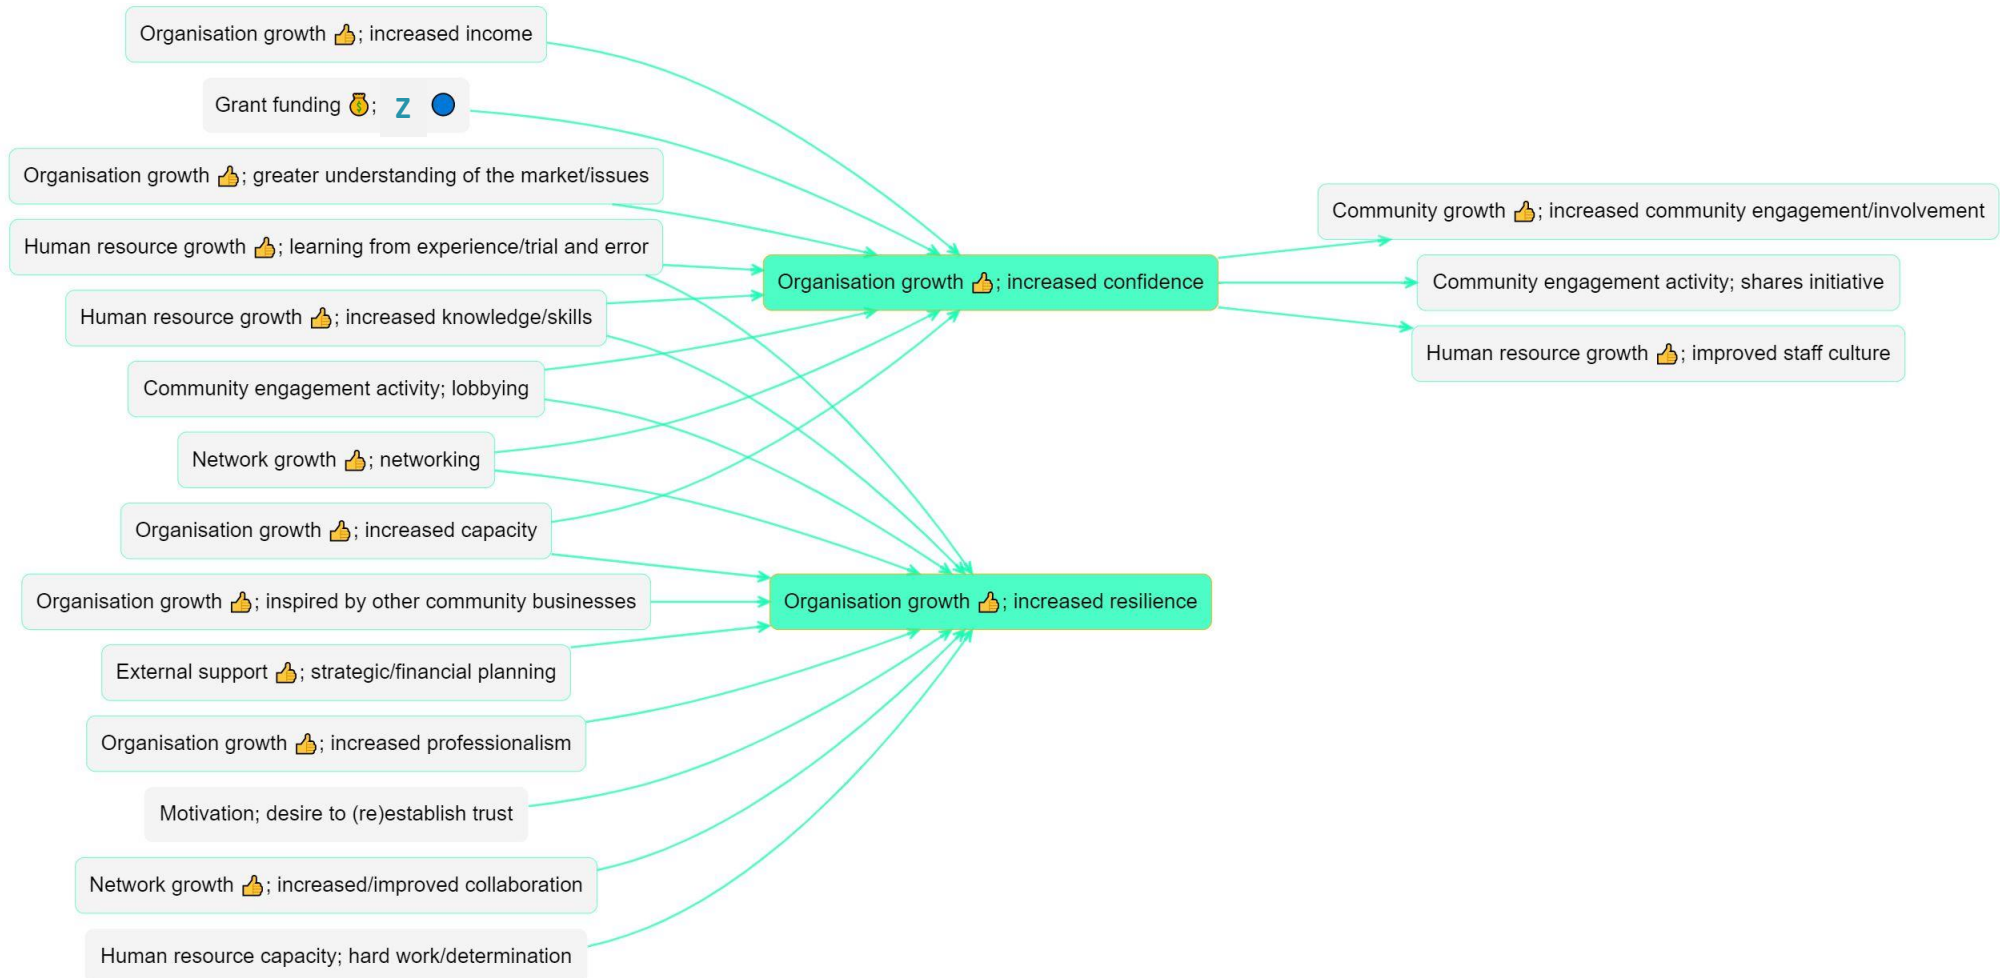 Organisation growth 👍; increased income
Grant funding 💰; Z 🔵
Organisation growth 👍; greater understanding of the market/issues
Human resource growth 👍; learning from experience/trial and error
Human resource growth 👍; increased knowledge/skills
Community engagement activity; lobbying
Network growth 👍; networking
Organisation growth 👍; increased capacity
Organisation growth 👍; inspired by other community businesses
External support 👍; strategic/financial planning
Organisation growth 👍; increased professionalism
Motivation; desire to (re)establish trust
Network growth 👍; increased/improved collaboration
Human resource capacity; hard work/determination
Organisation growth 👍; increased confidence
Organisation growth 👍; increased resilience
Community growth 👍; increased community engagement/involvement
Community engagement activity; shares initiative
Human resource growth 👍; improved staff culture